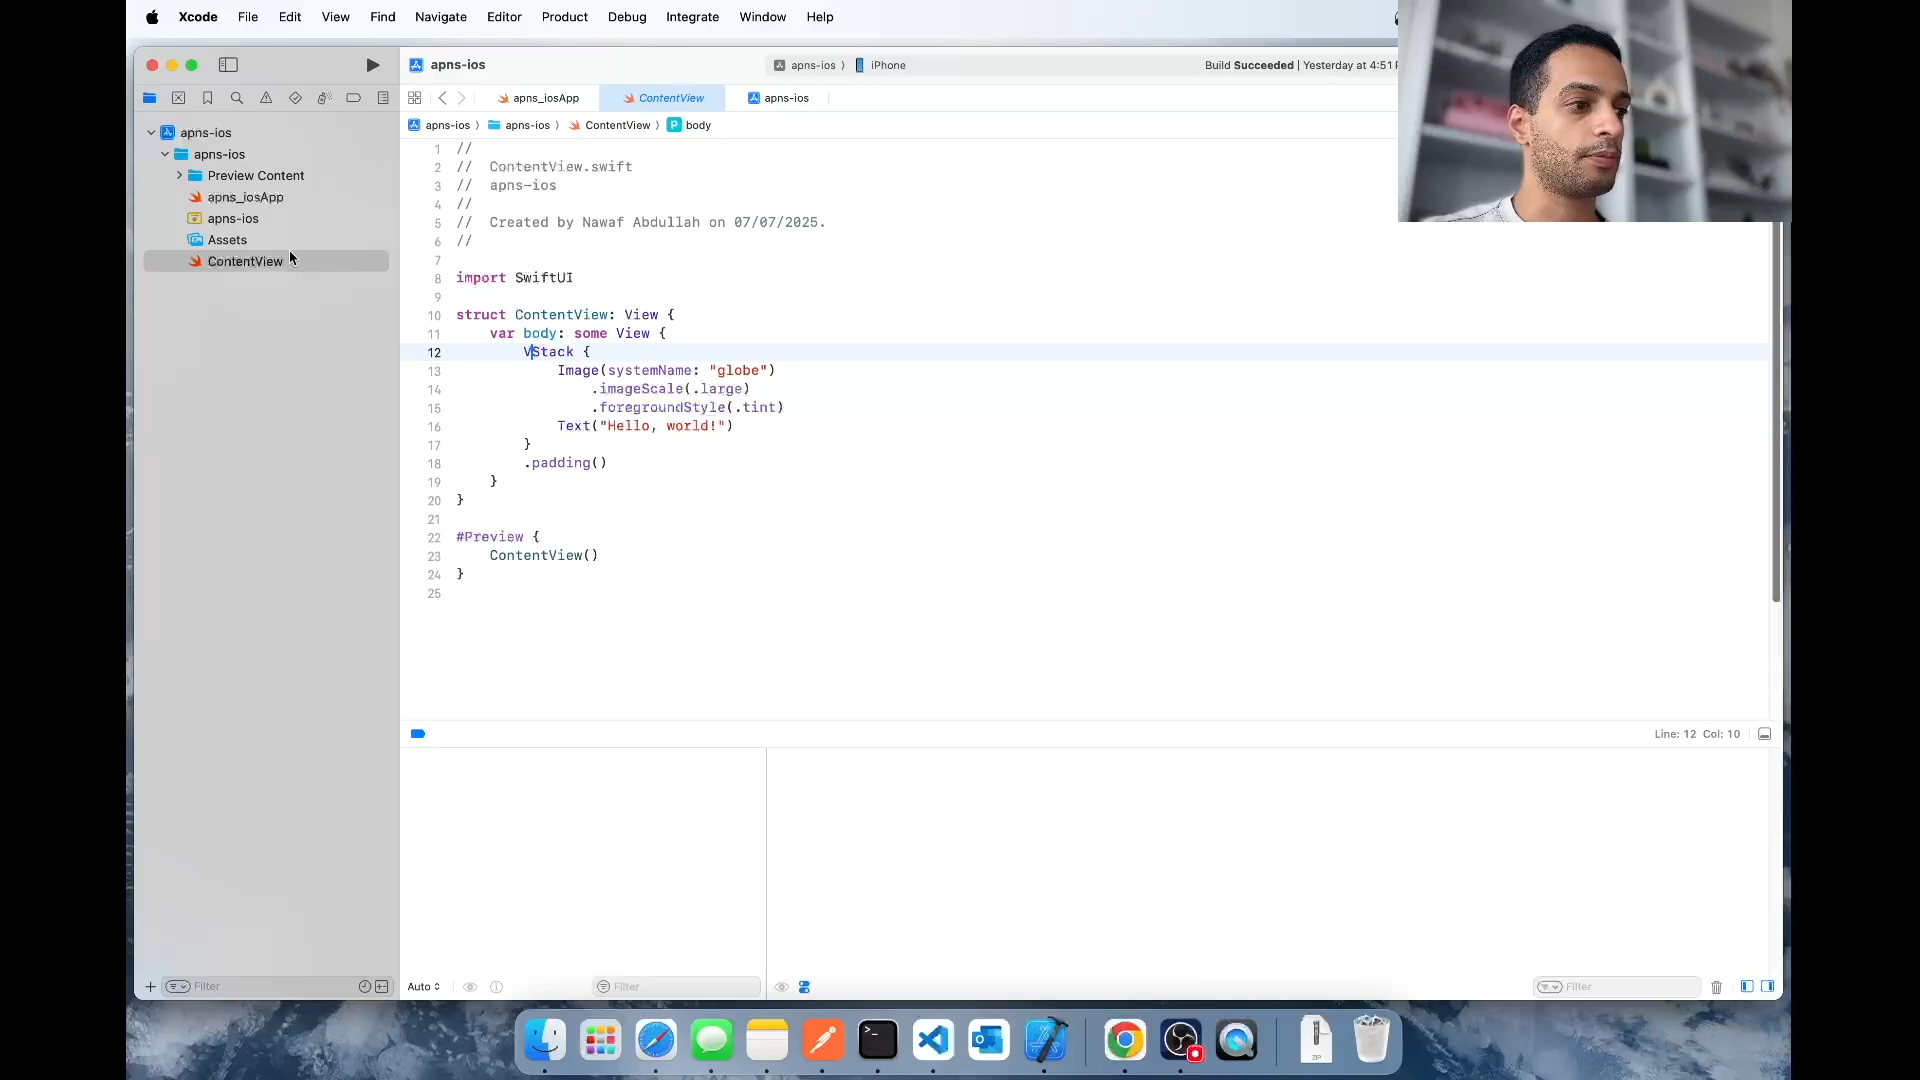 Xcode File Edit View Find Navigate Editor Product Debug Integrate Window Help
apns-ios
apns-ios
iPhone
Build Succeeded | Yesterday at 4:51
apns_iosApp
ContentView
apns-ios
apns-ios
apns-ios
ContentView
P body
apns-ios
apns-ios
Preview Content
apns_iosApp
apns-ios
Assets
ContentView
1 //
2 // ContentView.swift
3 // apns-ios
4 //
5 // Created by Nawaf Abdullah on 07/07/2025.
6 //
7
8 import SwiftUI
9
10 struct ContentView: View {
11 var body: some View {
12 VStack {
13 Image(systemName: "globe")
14 .imageScale(.large)
15 .foregroundStyle(.tint)
16 Text("Hello, world!")
17 }
18 .padding()
19 }
20 }
21
22 #Preview {
23 ContentView()
24 }
25
Line: 12 Col: 10
Filter
Auto
Filter
Filter
ZIP